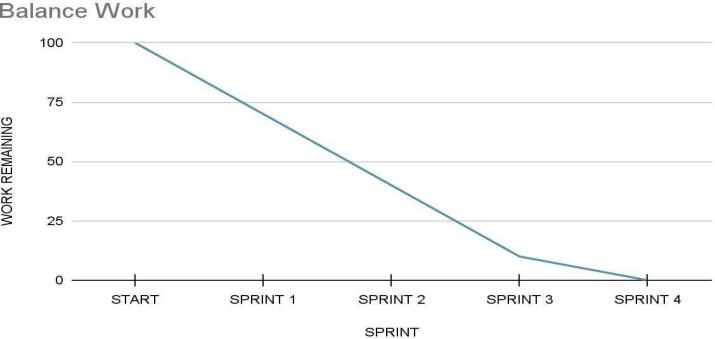 Balance Work
100
75
50
25
0
WORK REMAINING
START SPRINT 1 SPRINT 2 SPRINT 3 SPRINT 4
SPRINT